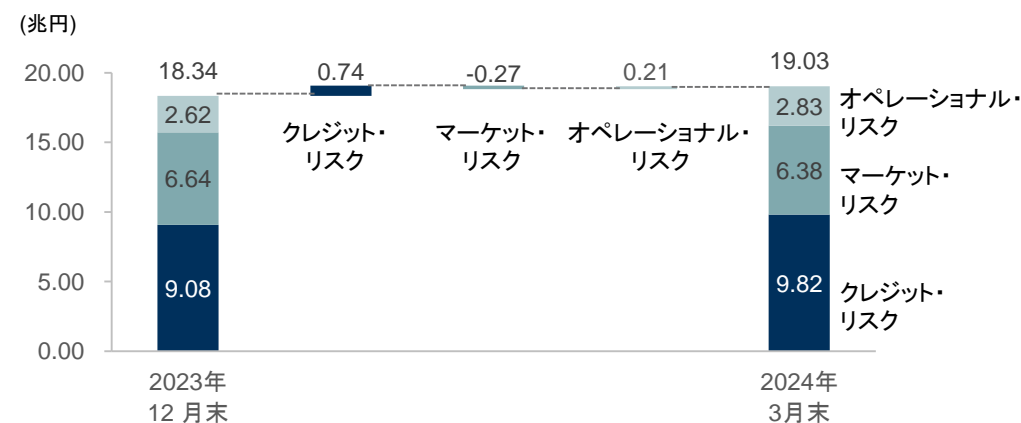 (兆円)
20.00
15.00
10.00
5.00
0.00
18.34
2.62
6.64
9.08
2023年
12 月末
0.74
クレジット・
リスク
-0.27
マーケット・
リスク
0.21
オペレーショナル・
リスク
19.03
2.83
6.38
9.82
2024年
3月末
オペレーショナル・
リスク
マーケット・
リスク
クレジット・
リスク